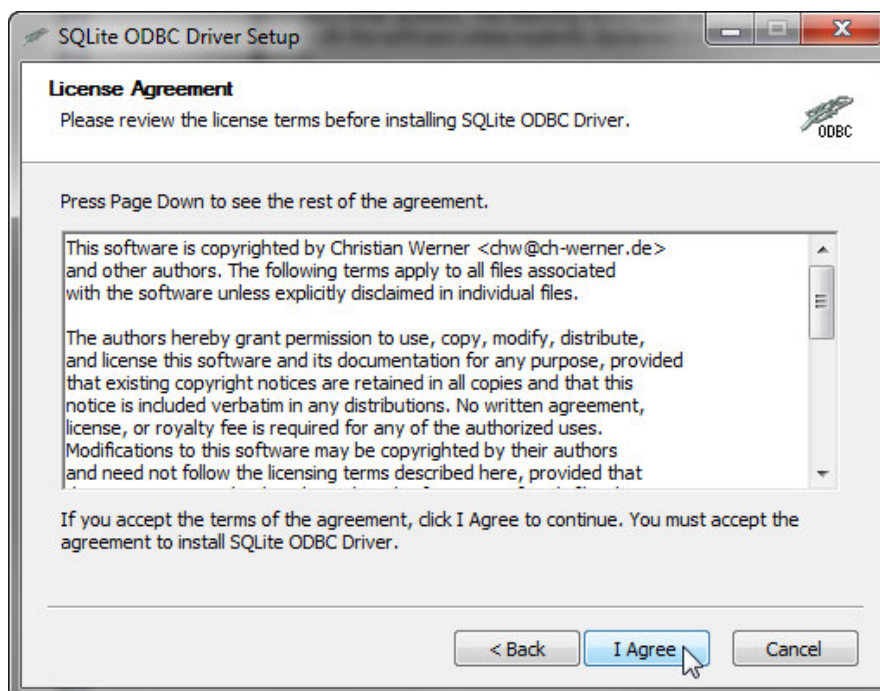 SQLite ODBC Driver Setup
License Agreement
Please review the license terms before installing SQLite ODBC Driver.
ODBC
Press Page Down to see the rest of the agreement.
This software is copyrighted by Christian Werner <chw@ch-werner.de>
and other authors. The following terms apply to all files associated
with the software unless explicitly disclaimed in individual files.
The authors hereby grant permission to use, copy, modify, distribute,
and license this software and its documentation for any purpose, provided
that existing copyright notices are retained in all copies and that this
notice is included verbatim in any distributions. No written agreement,
license, or royalty fee is required for any of the authorized uses.
Modifications to this software may be copyrighted by their authors
and need not follow the licensing terms described here, provided that
If you accept the terms of the agreement, click I Agree to continue. You must accept the
agreement to install SQLite ODBC Driver.
< Back
I Agree
Cancel